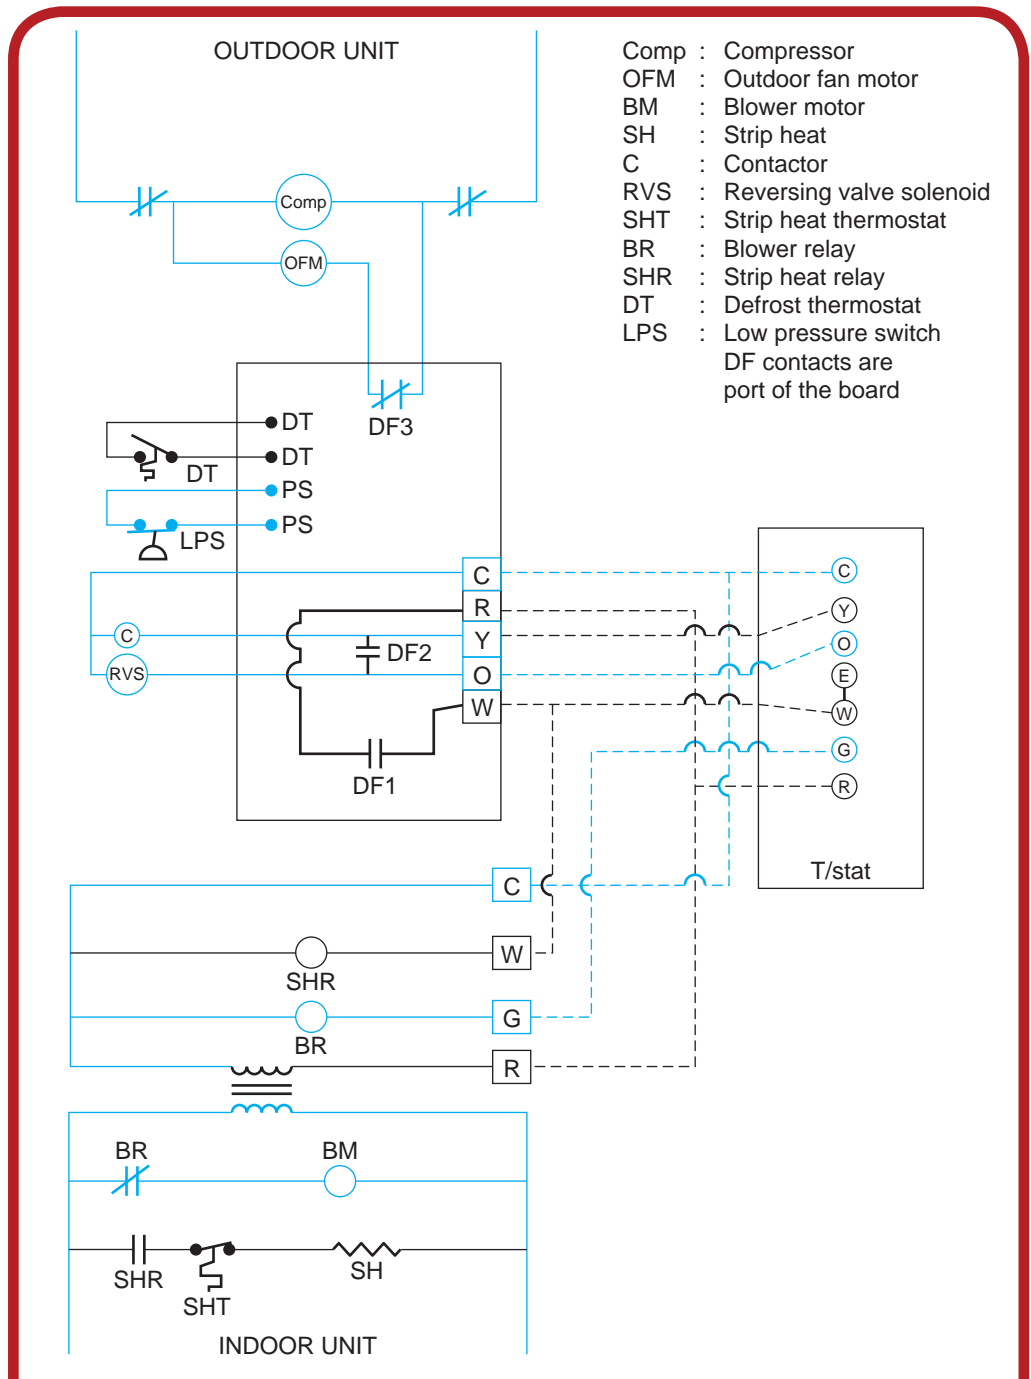 OUTDOOR UNIT
Comp : Compressor
OFM : Outdoor fan motor
BM : Blower motor
SH : Strip heat
C : Contactor
RVS : Reversing valve solenoid
SHT : Strip heat thermostat
BR : Blower relay
SHR : Strip heat relay
DT : Defrost thermostat
LPS : Low pressure switch
DF contacts are
part of the board
Comp
OFM
DF3
DT
DT
DT
PS
PS
LPS
C
R
Y
O
W
C
RVS
DF2
DF1
C
Y
O
E
W
G
R
T/stat
C
W
SHR
G
BR
R
BR
BM
SHR
SHT
SH
INDOOR UNIT